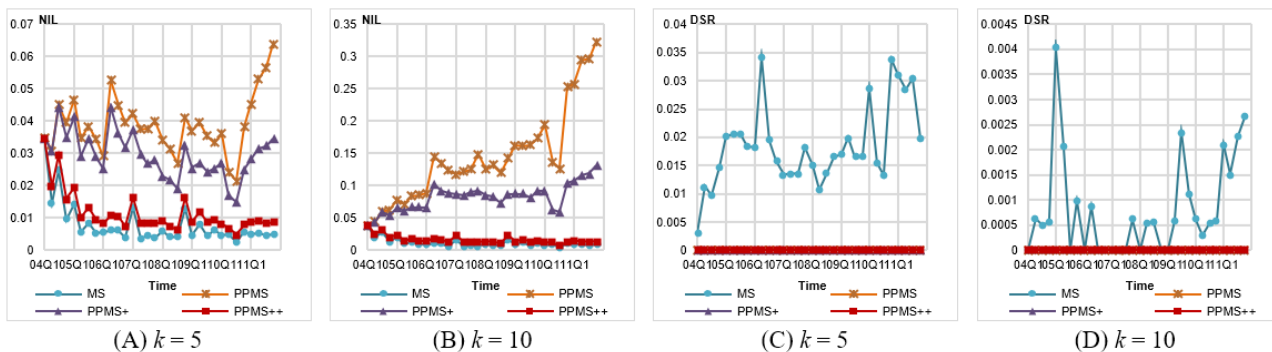 NIL
0.07
0.06
0.05
0.04
0.03
0.02
0.01
0
04Q105Q106Q107Q108Q109Q110Q111Q1
Time
MS PPMS
PPMS+ PPMS++
(A) k = 5
NIL
0.35
0.3
0.25
0.2
0.15
0.1
0.05
0
04Q105Q106Q107Q108Q109Q110Q111Q1
Time
MS PPMS
PPMS+ PPMS++
(B) k = 10
DSR
0.04
0.035
0.03
0.025
0.02
0.015
0.01
0.005
0
04Q105Q106Q107Q108Q109Q110Q111Q1
Time
MS PPMS
PPMS+ PPMS++
(C) k = 5
DSR
0.0045
0.004
0.0035
0.003
0.0025
0.002
0.0015
0.001
0.0005
0
04Q105Q106Q107Q108Q109Q110Q111Q1
Time
MS PPMS
PPMS+ PPMS++
(D) k = 10